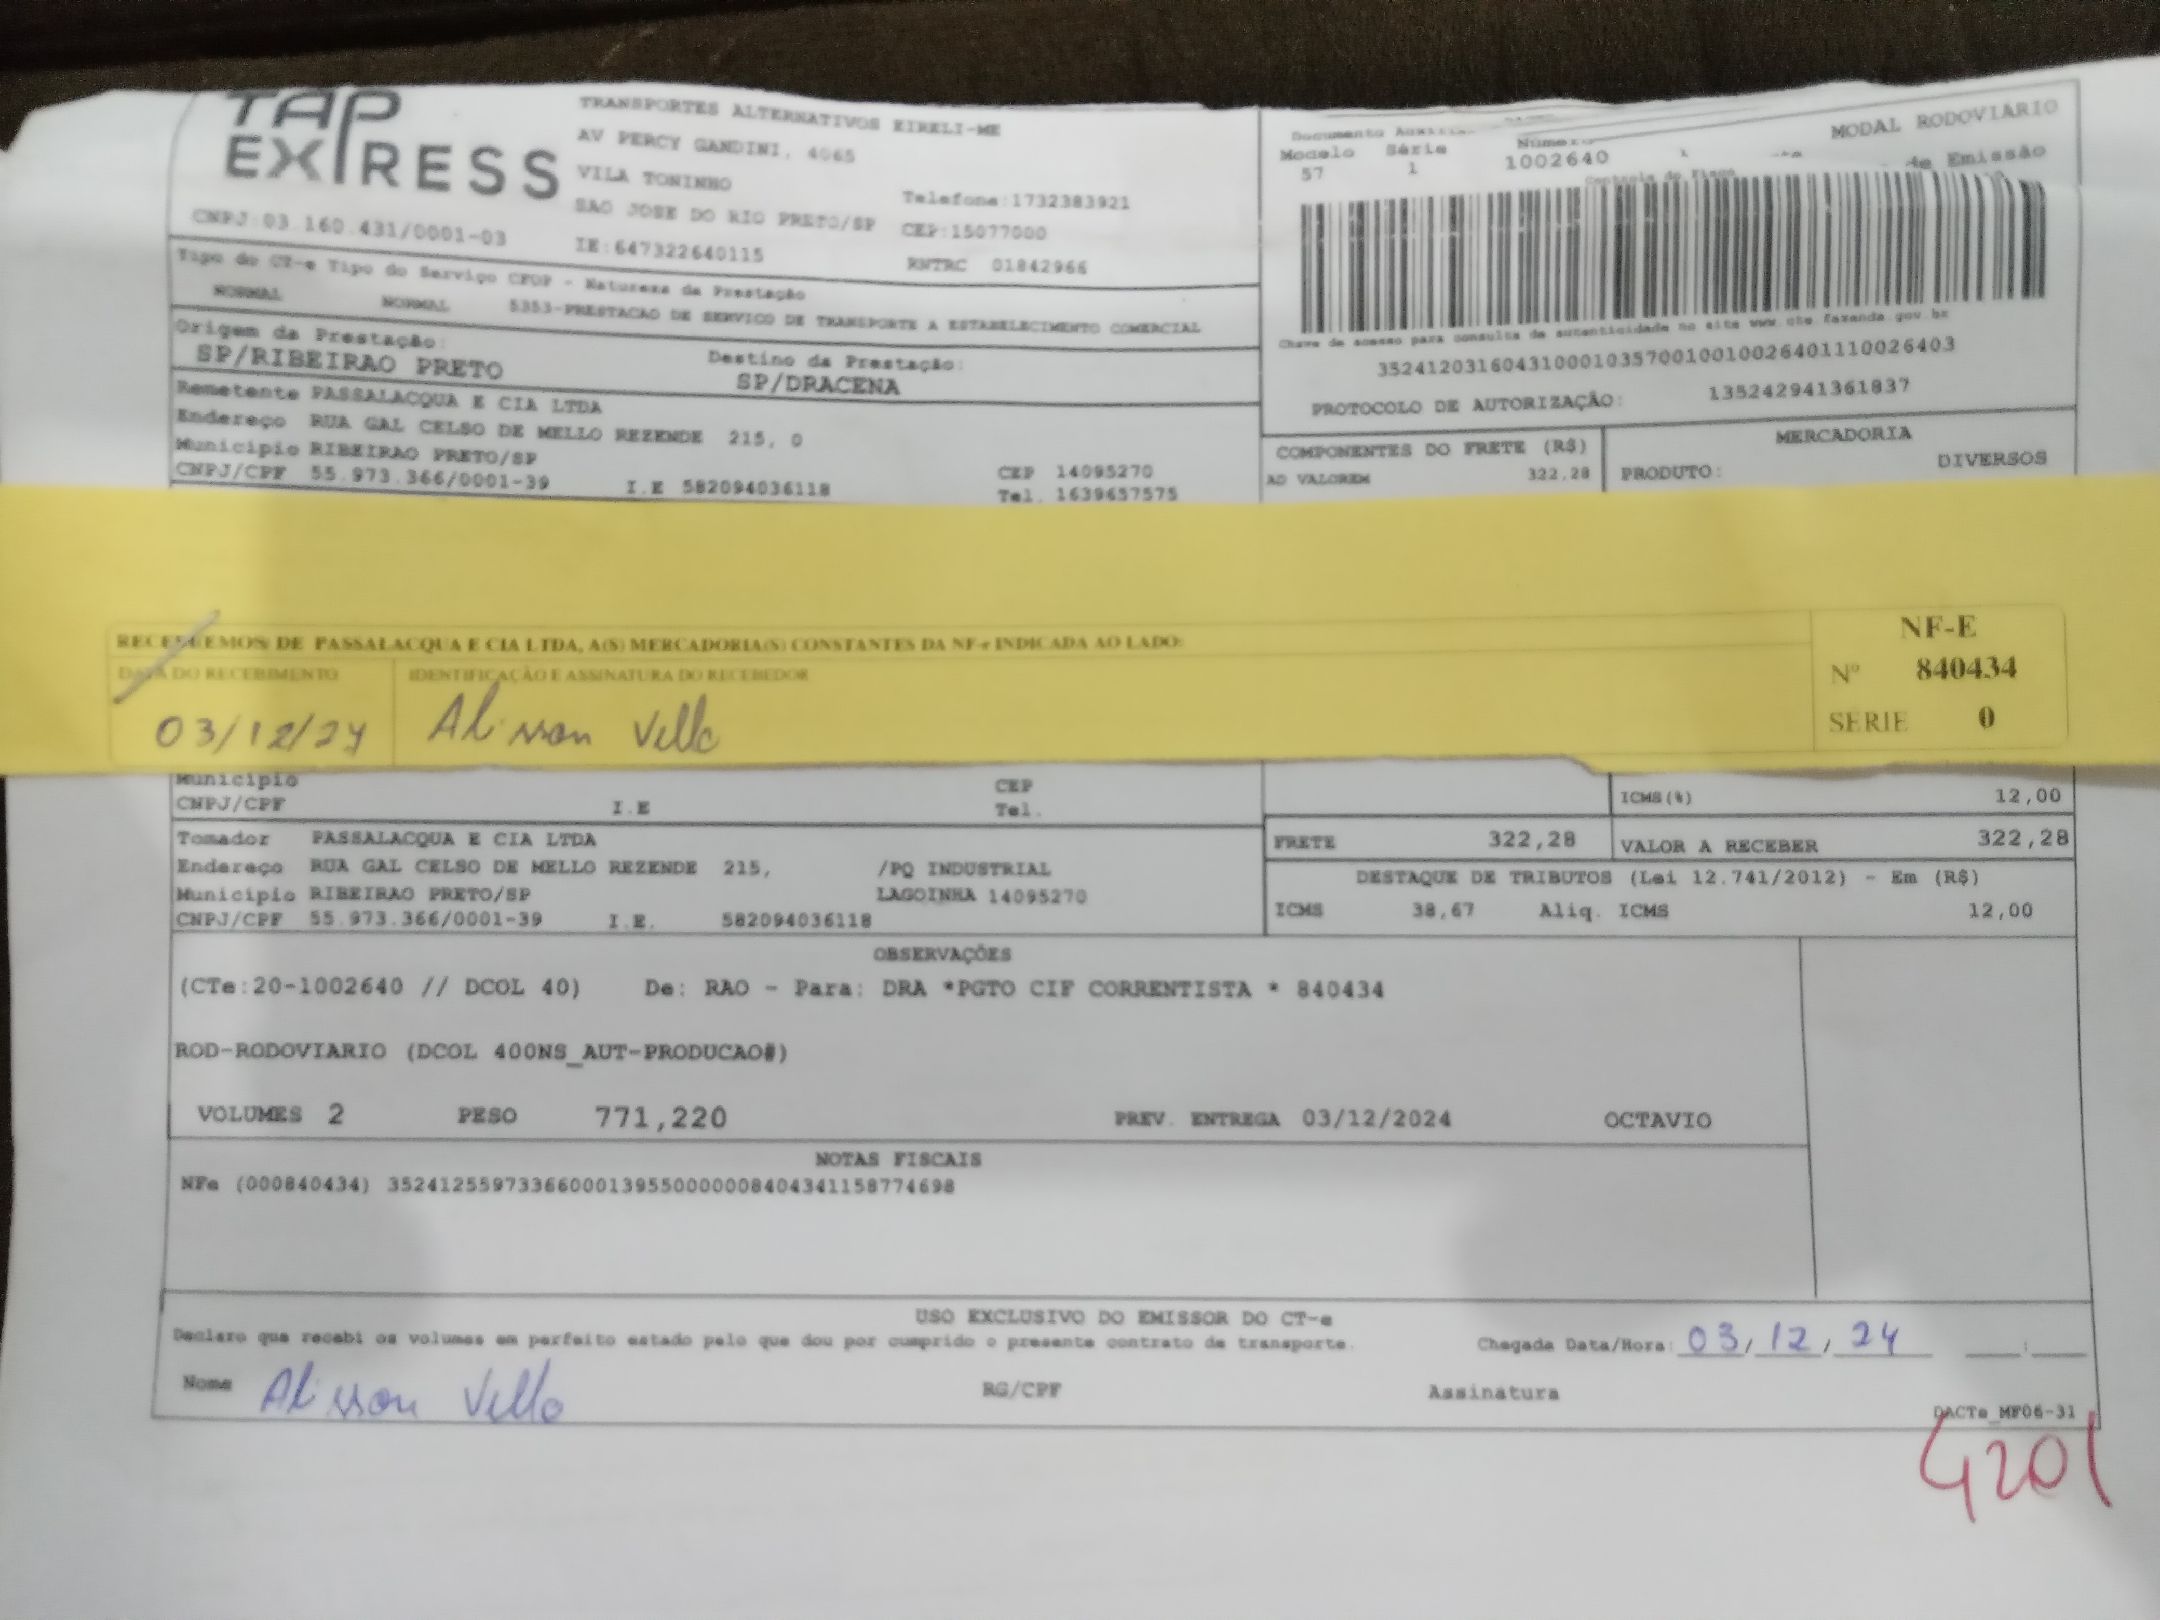 TAP EXPRESS
TRANSPORTES ALTERNATIVOS EIRELI-ME
AV PERCY GANDINI, 4065
VILA TONINHO
SAO JOSE DO RIO PRETO/SP
Telefone:1732383921
CEP:15077000
CNPJ:03.160.431/0001-03
IE:647322640115
RNTRC 01842966
MODAL RODOVIARIO
Documento
Modelo Série
57 1 1002640
de Emissão
Controle do Fisco
Tipo do CT-e Tipo do Serviço CFOP - Natureza da Prestação
NORMAL NORMAL 5353-PRESTACAO DE SERVICO DE TRANSPORTE A ESTABELECIMENTO COMERCIAL
Origem da Prestação: Destino da Prestação:
SP/RIBEIRAO PRETO SP/DRACENA
Chave de acesso para consulta de autenticidade no site www.cte.fazenda.gov.br
35241203160431000103570010010026401110026403
PROTOCOLO DE AUTORIZAÇÃO: 135242941361837
Remetente PASSALACQUA E CIA LTDA
Endereço RUA GAL CELSO DE MELLO REZENDE 215, 0
Municipio RIBEIRAO PRETO/SP CEP 14095270
CNPJ/CPF 55.973.366/0001-39 I.E 582094036118 Tel. 1639657575
COMPONENTES DO FRETE (R$)
AD VALOREM 322,28
MERCADORIA
PRODUTO: DIVERSOS
RECEBEMOS DE PASSALACQUA E CIA LTDA, A(S) MERCADORIA(S) CONSTANTES DA NF-e INDICADA AO LADO:
DATA DO RECEBIMENTO IDENTIFICAÇÃO E ASSINATURA DO RECEBEDOR
03/12/24 Alisson Vello
NF-E
Nº 840434
SERIE 0
Municipio CEP
CNPJ/CPF I.E Tel.
ICMS(%) 12,00
Tomador PASSALACQUA E CIA LTDA
Endereço RUA GAL CELSO DE MELLO REZENDE 215, /PQ INDUSTRIAL
Municipio RIBEIRAO PRETO/SP LAGOINHA 14095270
CNPJ/CPF 55.973.366/0001-39 I.E. 582094036118
FRETE 322,28 VALOR A RECEBER 322,28
DESTAQUE DE TRIBUTOS (Lei 12.741/2012) - Em (R$)
ICMS 38,67 Aliq. ICMS 12,00
OBSERVAÇÕES
(CTe:20-1002640 // DCOL 40) De: RAO - Para: DRA *PGTO CIF CORRENTISTA * 840434
ROD-RODOVIARIO (DCOL 400NS_AUT-PRODUCAO#)
VOLUMES 2 PESO 771,220 PREV. ENTREGA 03/12/2024 OCTAVIO
NOTAS FISCAIS
NFe (000840434) 35241255973366000139550000008404341158774698
USO EXCLUSIVO DO EMISSOR DO CT-e
Declaro que recebi os volumes em perfeito estado pelo que dou por cumprido o presente contrato de transporte.
Chegada Data/Hora: 03/12/24 ___:___
Nome Alisson Vello RG/CPF Assinatura
DACTe_MF06-31
4201